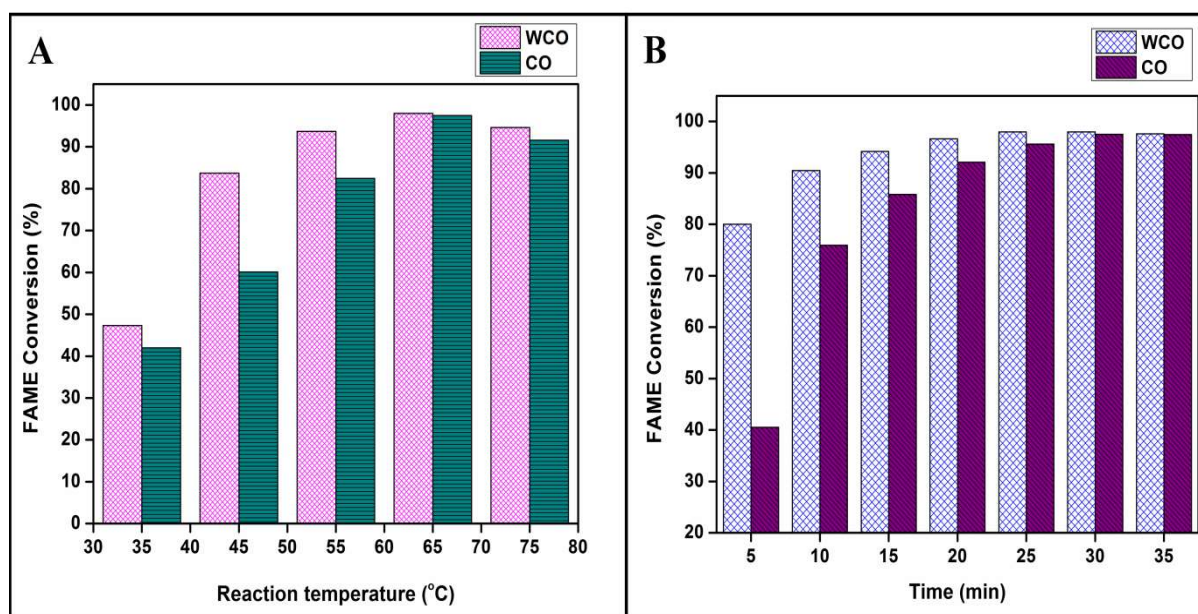 A
WCO
CO
FAME Conversion (%)
100
90
80
70
60
50
40
30
20
10
0
30 35 40 45 50 55 60 65 70 75 80
Reaction temperature (°C)
B
WCO
CO
FAME Conversion (%)
100
90
80
70
60
50
40
30
20
5 10 15 20 25 30 35
Time (min)